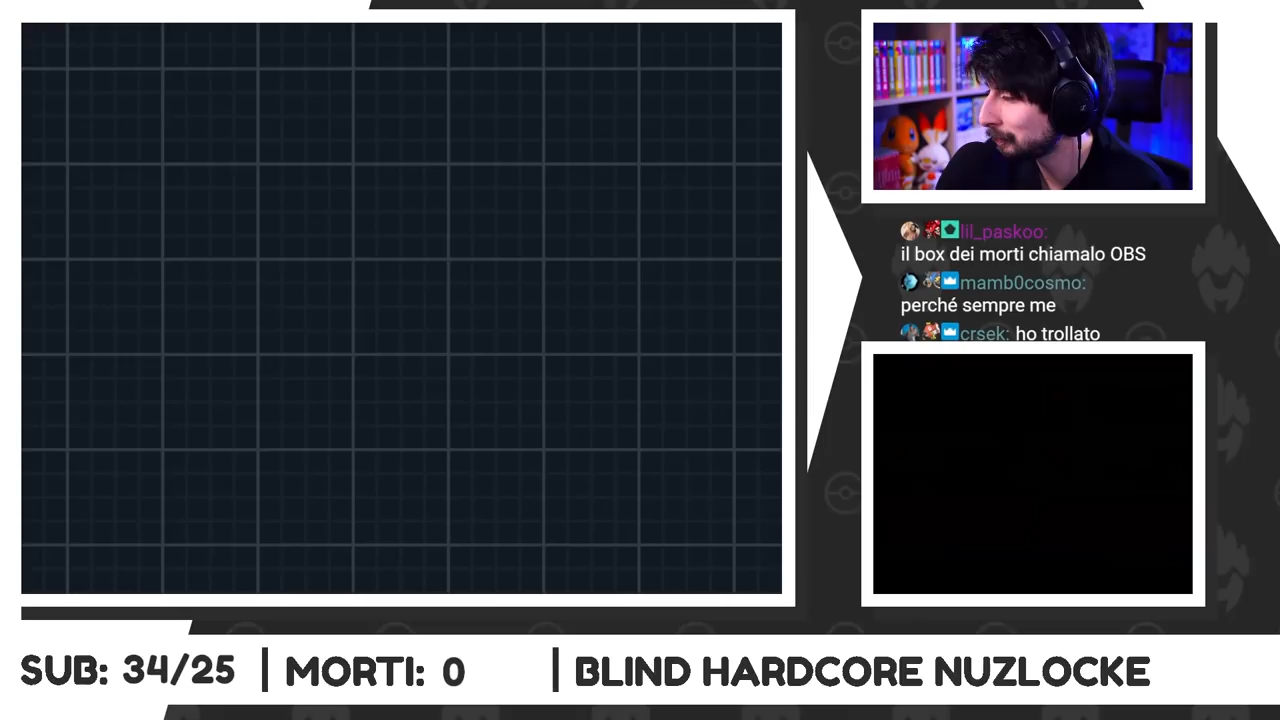 lil_paskoo:
il box dei morti chiamalo OBS
mamb0cosmo:
perché sempre me
crsek: ho trollato
SUB: 34/25 | MORTI: 0 | BLIND HARDCORE NUZLOCKE